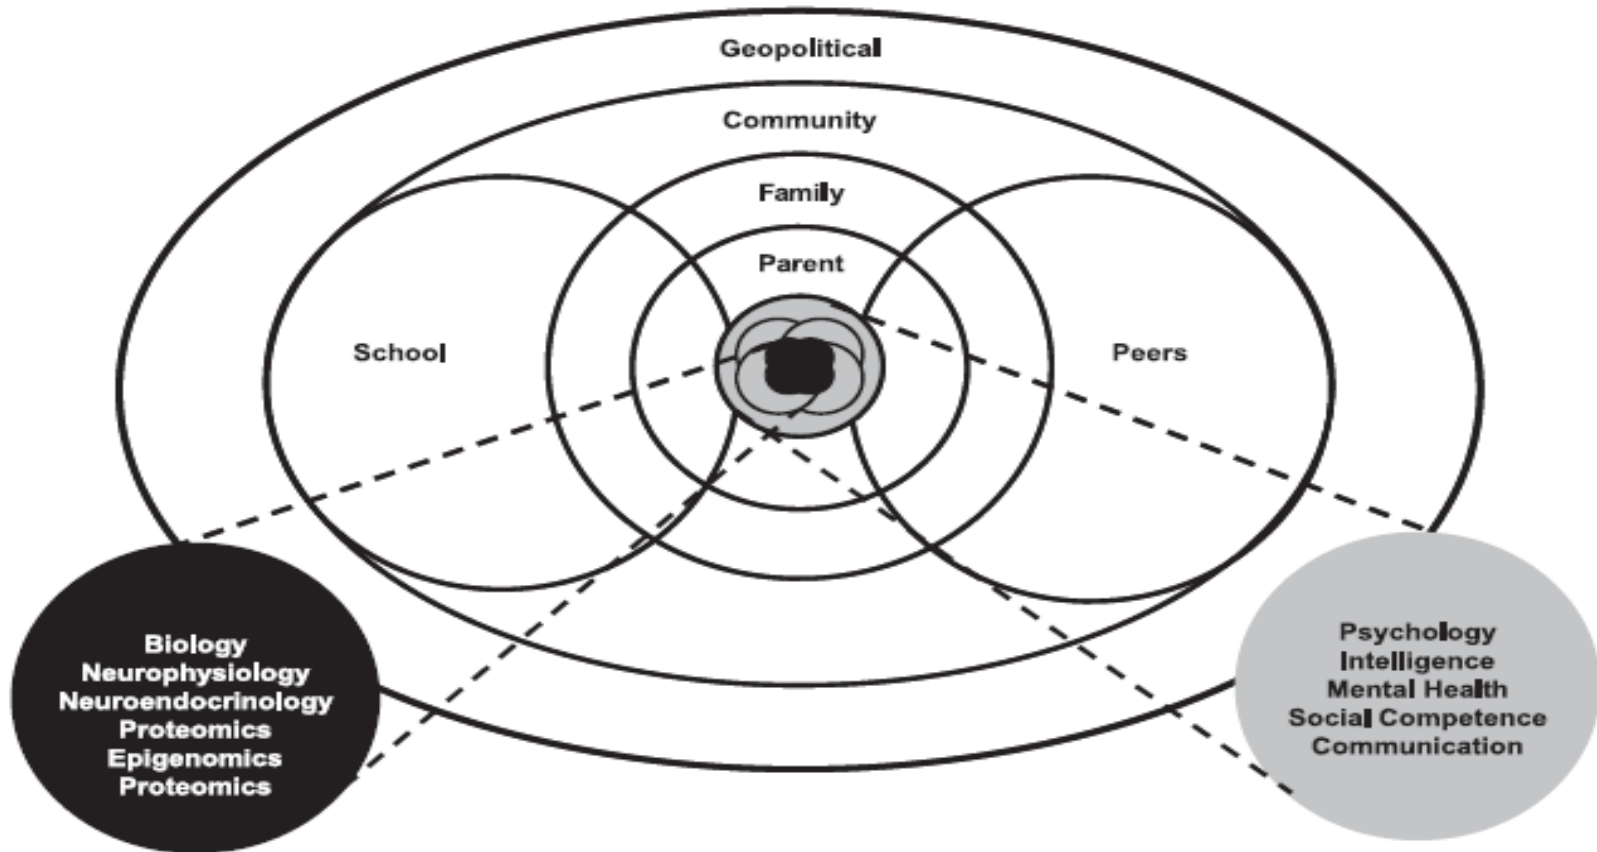 Geopolitical
Community
Family
Parent
School
Peers
Biology
Neurophysiology
Neuroendocrinology
Proteomics
Epigenomics
Proteomics
Psychology
Intelligence
Mental Health
Social Competence
Communication